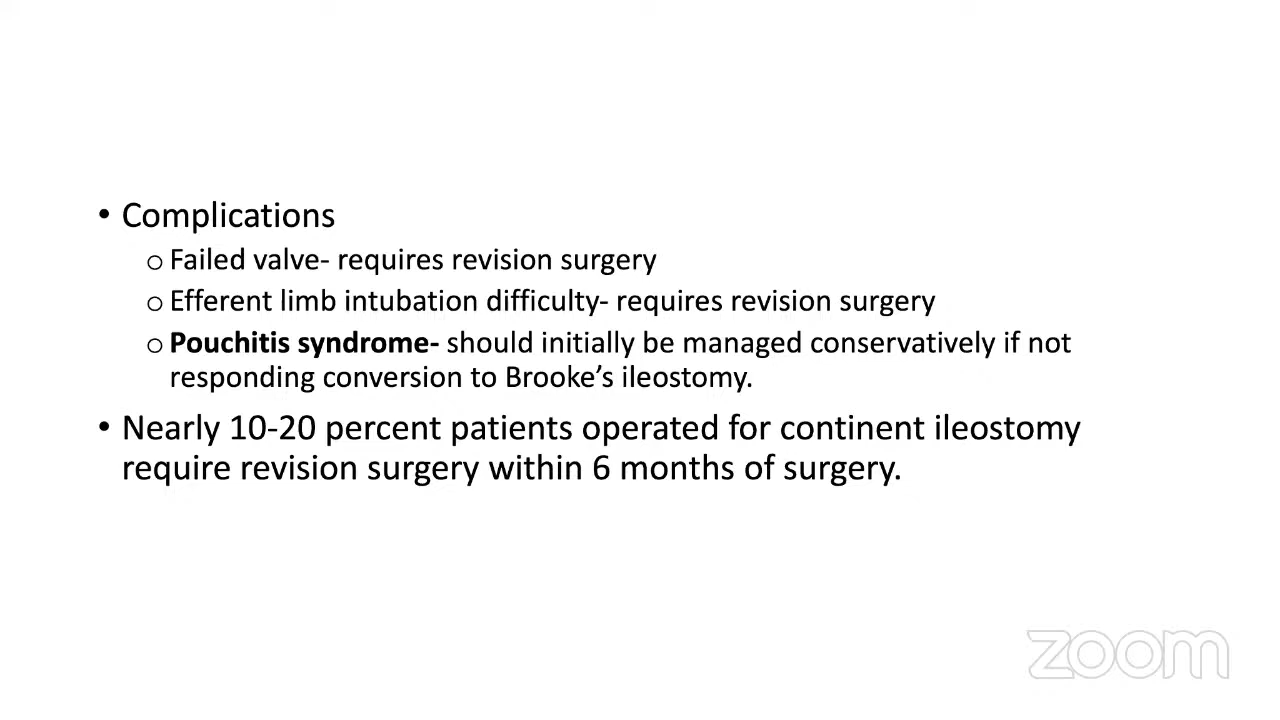 • Complications
o Failed valve- requires revision surgery
o Efferent limb intubation difficulty- requires revision surgery
o Pouchitis syndrome- should initially be managed conservatively if not
responding conversion to Brooke’s ileostomy.
• Nearly 10-20 percent patients operated for continent ileostomy
require revision surgery within 6 months of surgery.
zoom